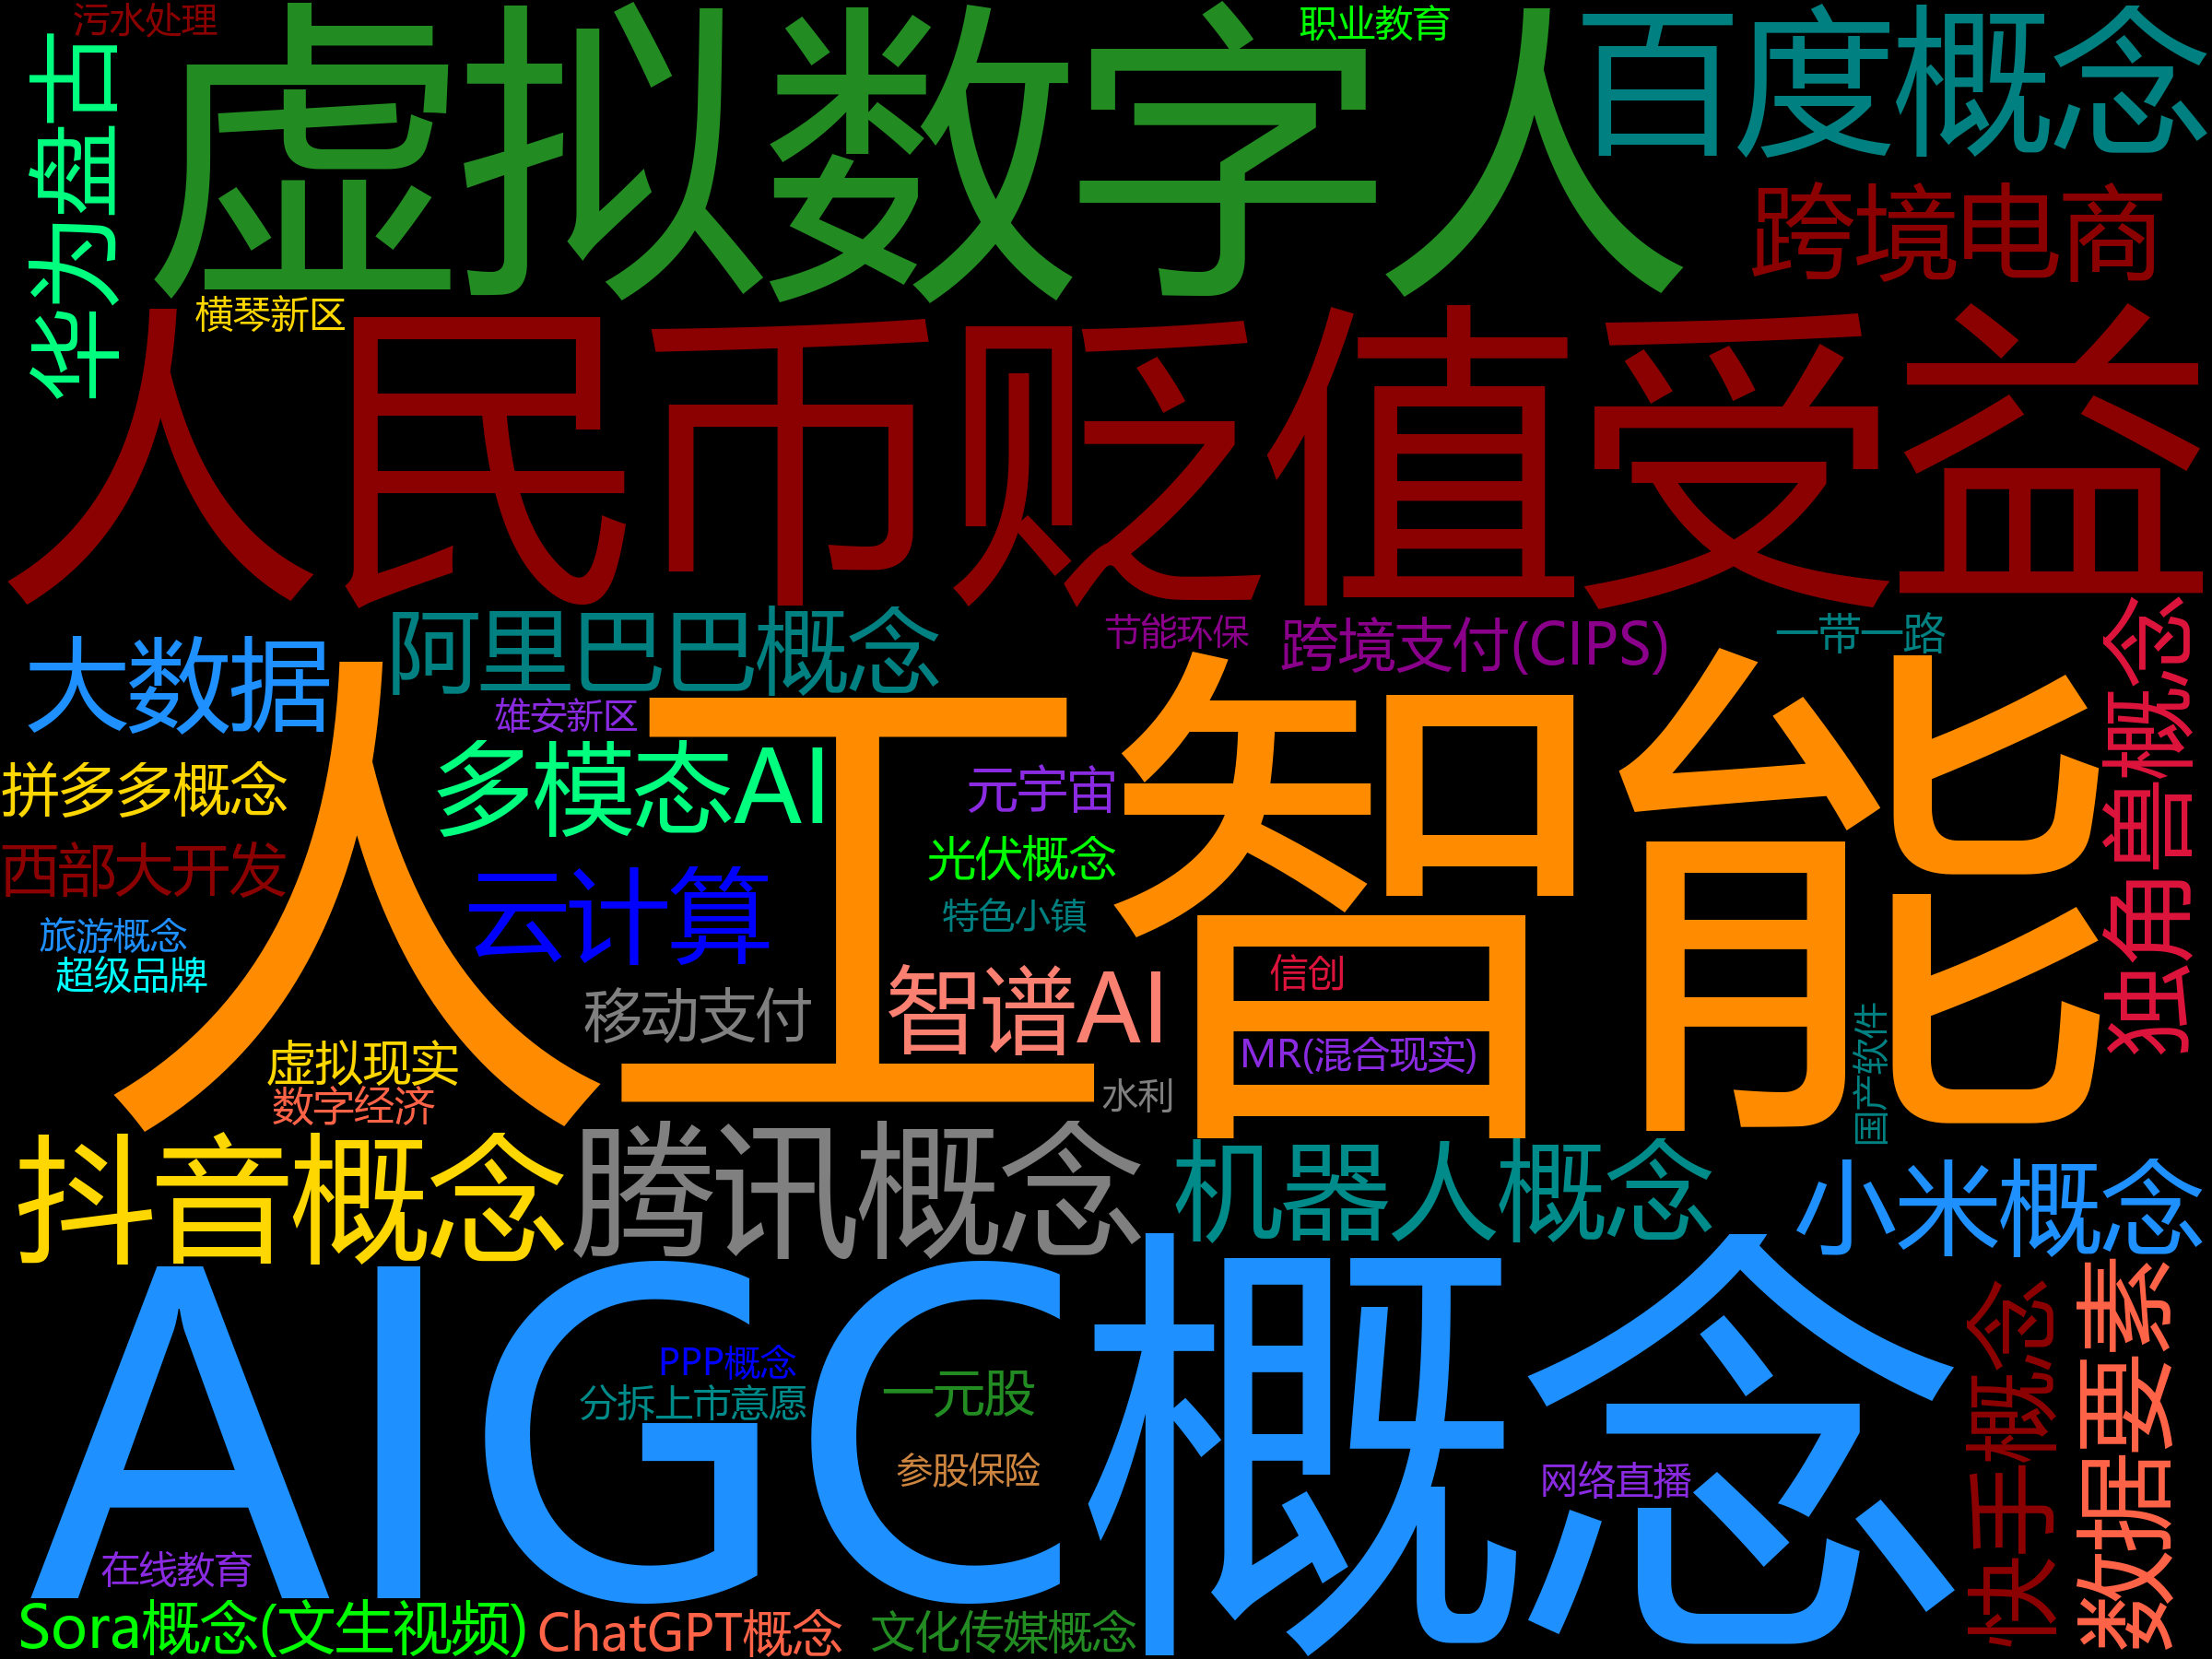 污水处理
职业教育
虚拟数字人
百度概念
华为盘古
跨境电商
横琴新区
人民币贬值受益
大数据
阿里巴巴概念
节能环保
跨境支付(CIPS)
一带一路
独角兽概念
雄安新区
人工智能
拼多多概念
多模态AI
元宇宙
西部大开发
光伏概念
云计算
特色小镇
旅游概念
超级品牌
移动支付
智谱AI
信创
虚拟现实
MR(混合现实)
国产软件
数字经济
水利
抖音概念
腾讯概念
机器人概念
小米概念
AIGC概念
快手概念
数据要素
PPP概念
分拆上市意愿
一元股
参股保险
网络直播
在线教育
Sora概念(文生视频)
ChatGPT概念
文化传媒概念